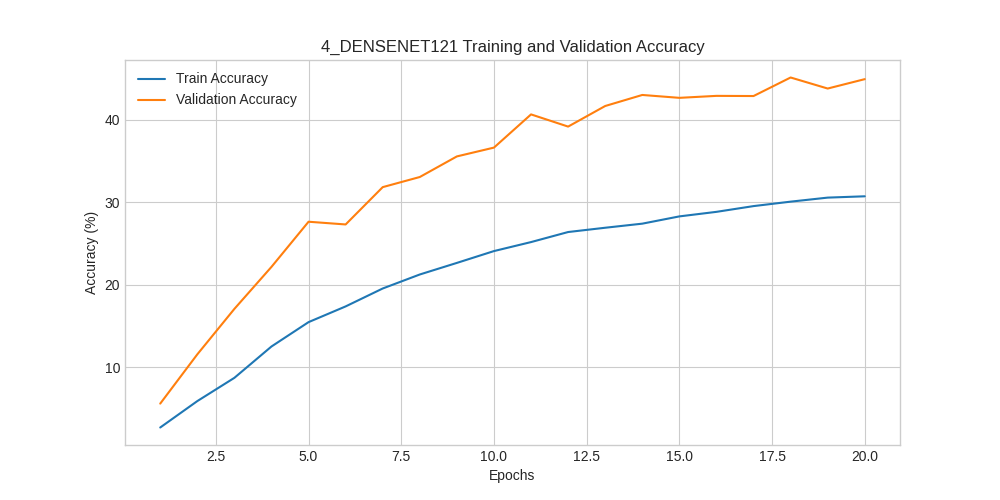 4_DENSENET121 Training and Validation Accuracy
Train Accuracy
Validation Accuracy
Accuracy (%)
40
30
20
10
2.5 5.0 7.5 10.0 12.5 15.0 17.5 20.0
Epochs